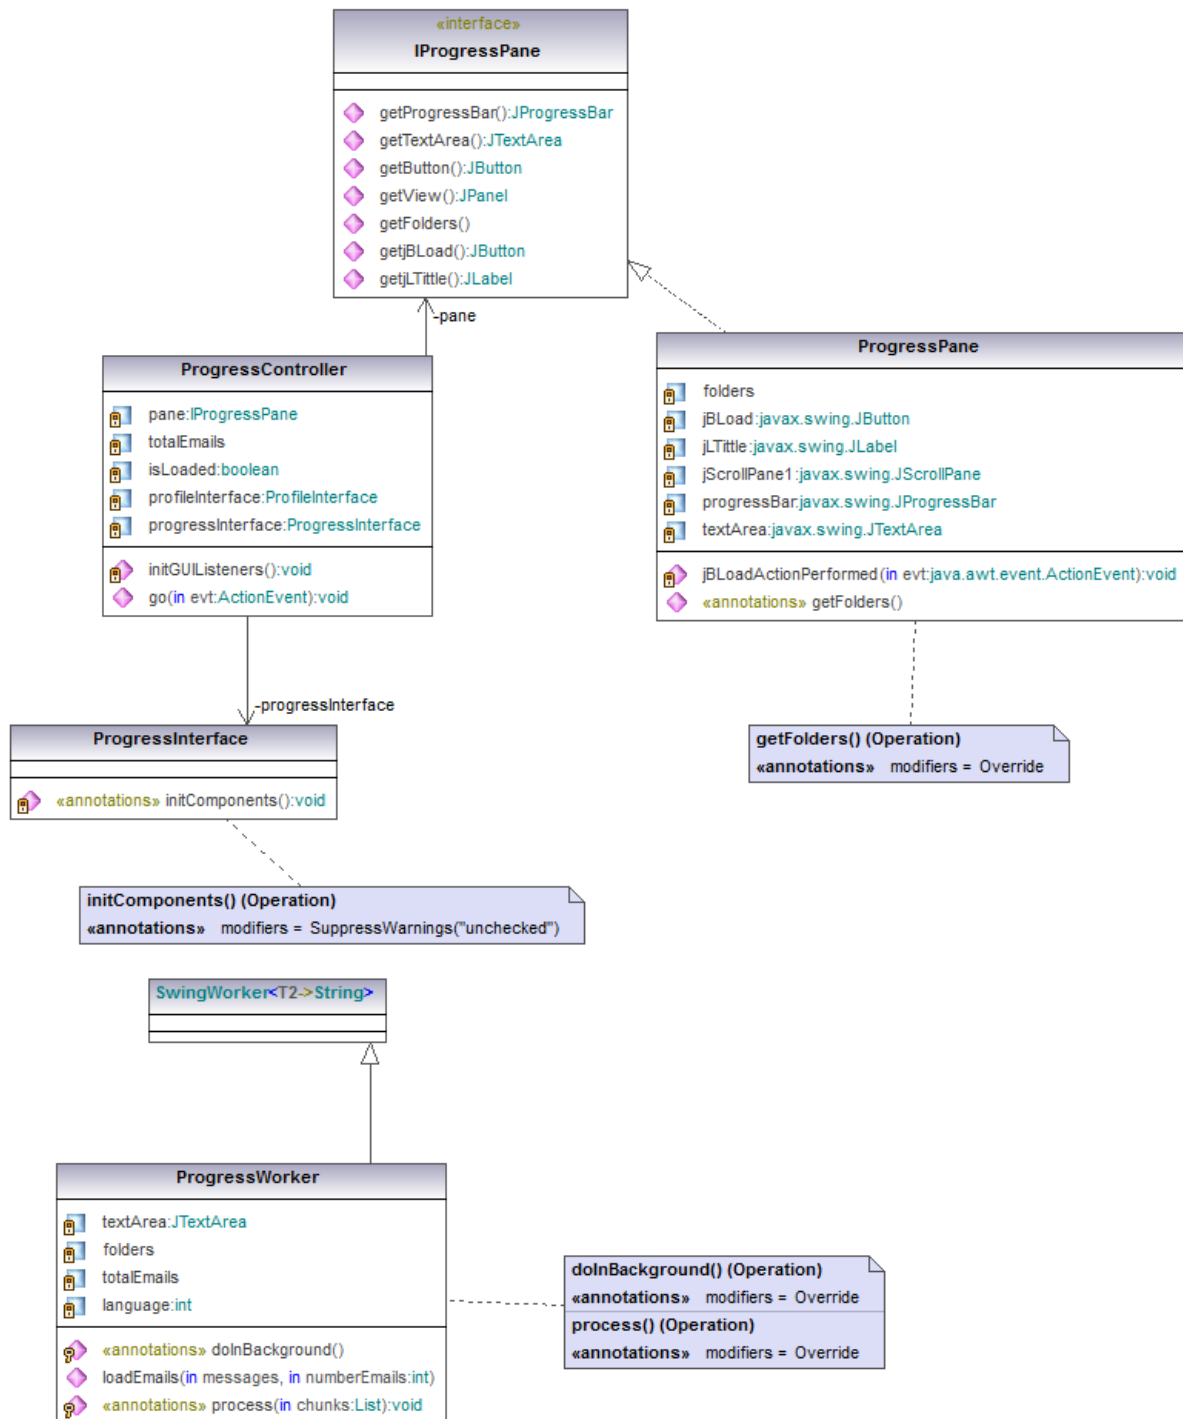 «interface»
IProgressPane
getProgressBar():JProgressBar
getTextArea():JTextArea
getButton():JButton
getView():JPanel
getFolders()
getjBLoad():JButton
getjLTittle():JLabel
-pane
ProgressController
pane:IProgressPane
totalEmails
isLoaded:boolean
profileInterface:ProfileInterface
progressInterface:ProgressInterface
initGUIListeners():void
go(in evt:ActionEvent):void
ProgressPane
folders
jBLoad:javax.swing.JButton
jLTittle:javax.swing.JLabel
jScrollPane1:javax.swing.JScrollPane
progressBar:javax.swing.JProgressBar
textArea:javax.swing.JTextArea
jBLoadActionPerformed(in evt:java.awt.event.ActionEvent):void
«annotations» getFolders()
-progressInterface
ProgressInterface
«annotations» initComponents():void
getFolders() (Operation)
«annotations» modifiers = Override
initComponents() (Operation)
«annotations» modifiers = SuppressWarnings("unchecked")
SwingWorker<T2->String>
ProgressWorker
textArea:JTextArea
folders
totalEmails
language:int
«annotations» doInBackground()
loadEmails(in messages, in numberEmails:int)
«annotations» process(in chunks:List):void
doInBackground() (Operation)
«annotations» modifiers = Override
process() (Operation)
«annotations» modifiers = Override